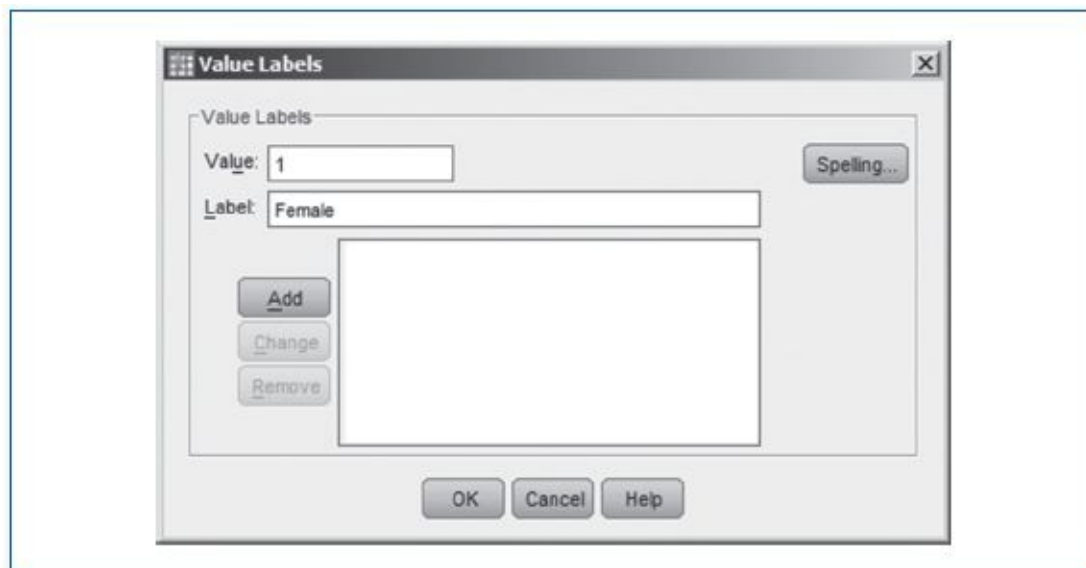 Value Labels
Value Labels
Value: 1
Spelling...
Label: Female
Add
Change
Remove
OK Cancel Help